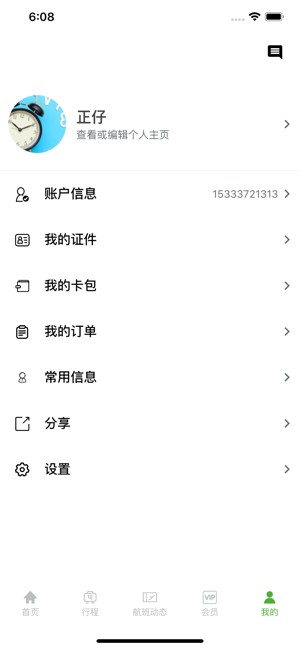 6:08
正仔
查看或编辑个人主页
账户信息 15333721313
我的证件
我的卡包
我的订单
常用信息
分享
设置
首页 行程 航班动态 VIP 会员 我的